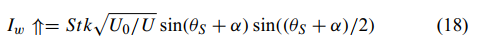 I_w ⇑= Stk√U_0/U sin(θ_S + α) sin((θ_S + α)/2) (18)